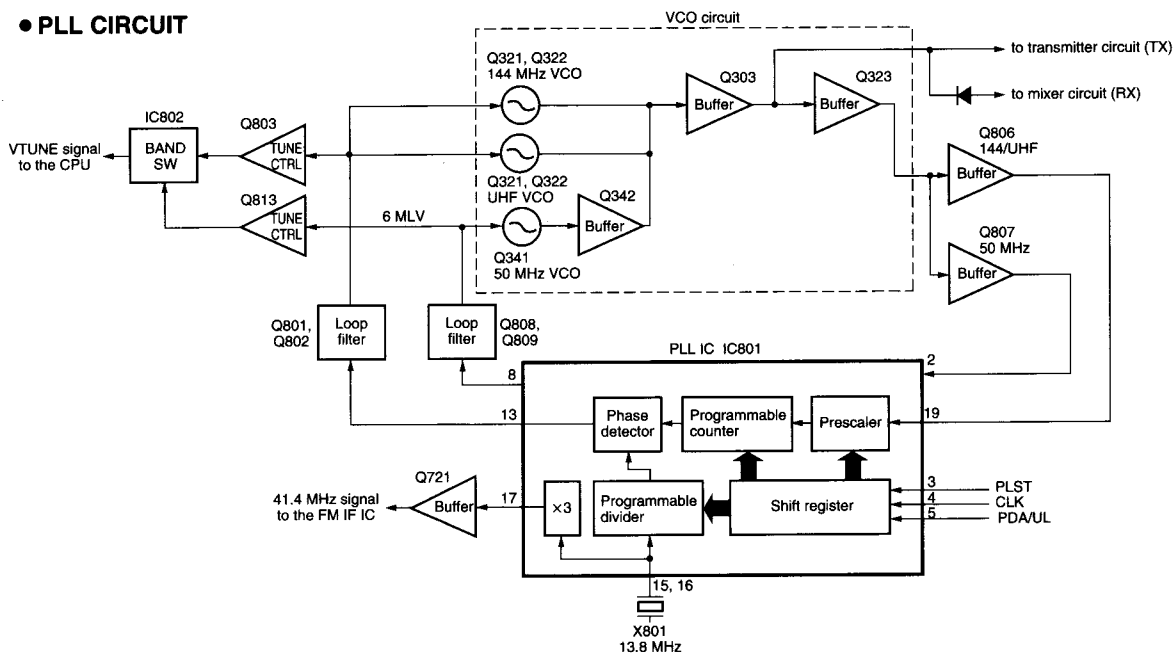 ● PLL CIRCUIT
VCO circuit
Q321, Q322
144 MHz VCO
Q303
Buffer
Q323
Buffer
to transmitter circuit (TX)
to mixer circuit (RX)
IC802
BAND
SW
VTUNE signal
to the CPU
Q803
TUNE
CTRL
Q321, Q322
UHF VCO
Q806
144/UHF
Buffer
Q813
TUNE
CTRL
6 MLV
Q342
Buffer
Q341
50 MHz VCO
Q807
50 MHz
Buffer
Q801,
Q802
Loop
filter
Loop
filter
Q808,
Q809
PLL IC IC801
2
8
13
Phase
detector
Programmable
counter
Prescaler
19
Q721
Buffer
41.4 MHz signal
to the FM IF IC
17
×3
Programmable
divider
Shift register
3
PLST
4
CLK
5
PDA/UL
15, 16
X801
13.8 MHz